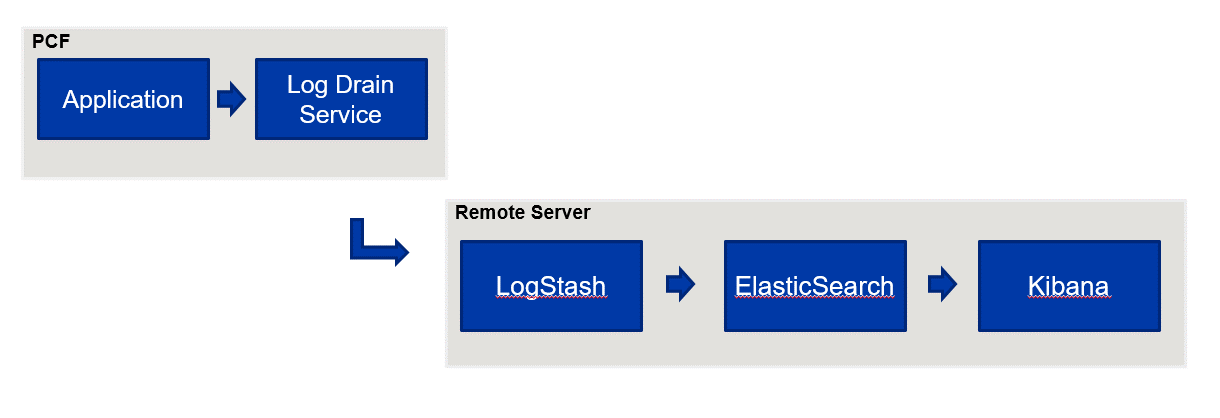 PCF
Application
Log Drain
Service
Remote Server
LogStash
ElasticSearch
Kibana